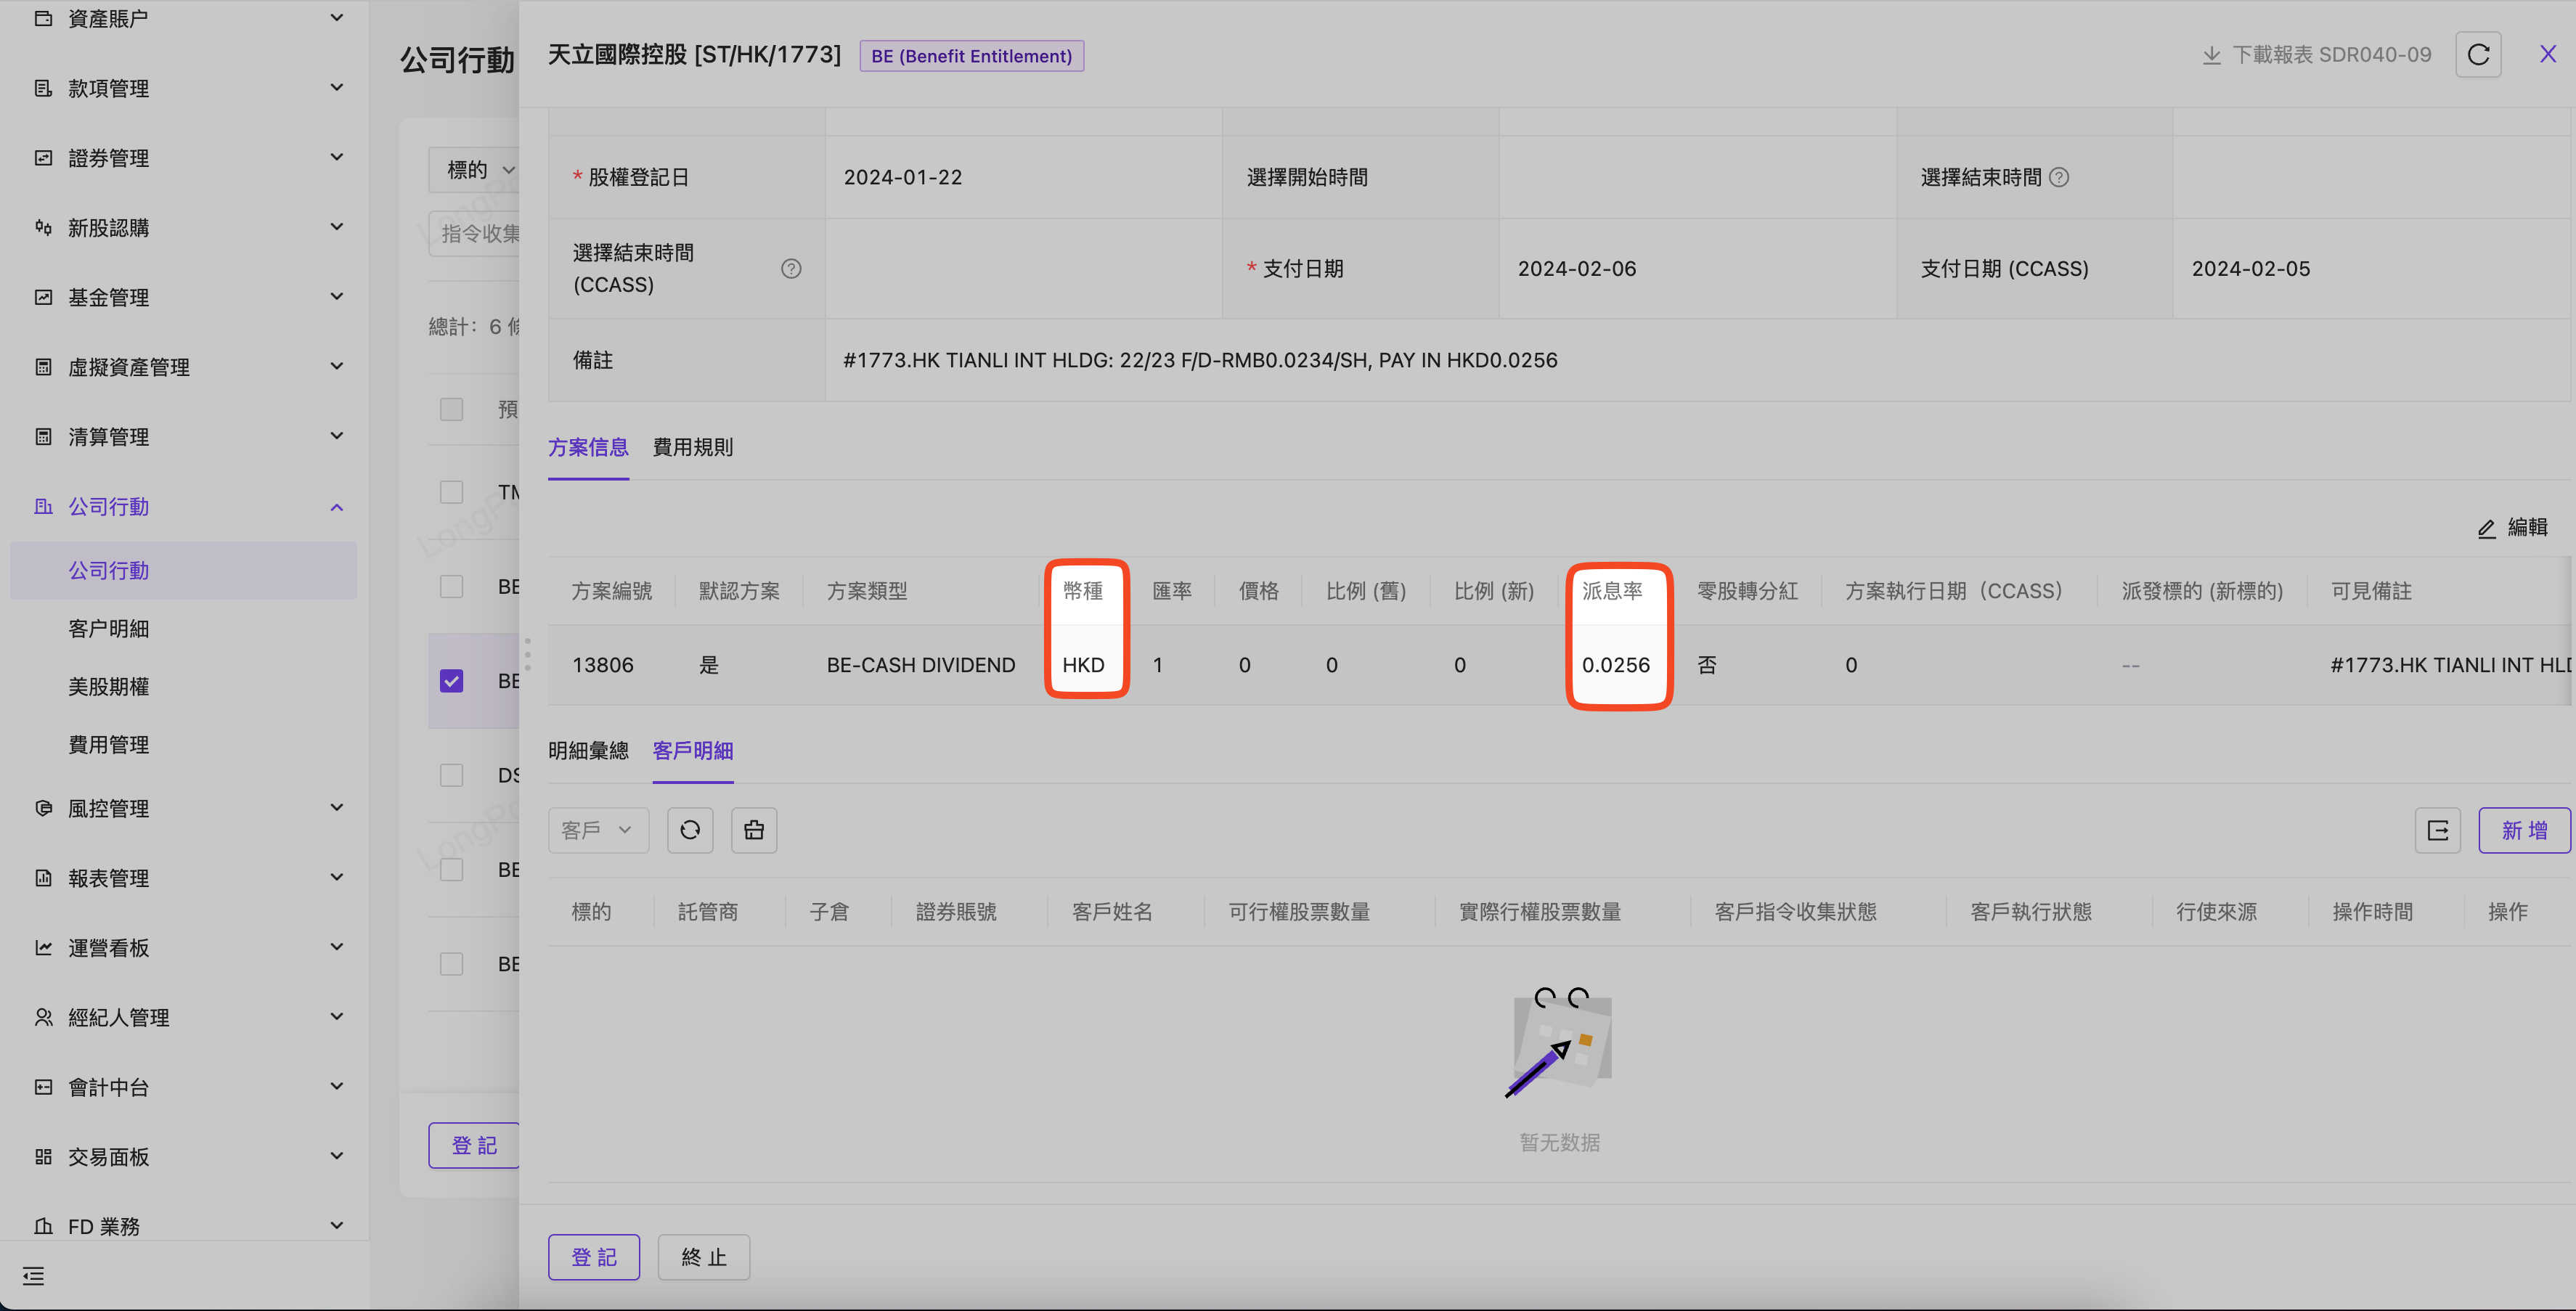 資產賬户
款項管理
證券管理
新股認購
基金管理
虛擬資產管理
清算管理
公司行動
公司行動
客户明細
美股期權
費用管理
風控管理
報表管理
運營看板
經紀人管理
會計中台
交易面板
FD 業務
公司行動
標的
指令收集
總計：6
預
TM
BE
BE
DS
BE
BE
登 記
天立國際控股 [ST/HK/1773]
BE (Benefit Entitlement)
下載報表 SDR040-09
X
* 股權登記日
2024-01-22
選擇開始時間
選擇結束時間
選擇結束時間
(CCASS)
* 支付日期
2024-02-06
支付日期 (CCASS)
2024-02-05
備註
#1773.HK TIANLI INT HLDG: 22/23 F/D-RMB0.0234/SH, PAY IN HKD0.0256
方案信息 費用規則
編輯
方案編號 默認方案 方案類型 幣種 匯率 價格 比例 (舊) 比例 (新) 派息率 零股轉分紅 方案執行日期（CCASS） 派發標的 (新標的) 可見備註
13806 是 BE-CASH DIVIDEND HKD 1 0 0 0 0.0256 否 0 -- #1773.HK TIANLI INT HLD
明細彙總 客戶明細
客戶
新 增
標的 託管商 子倉 證券賬號 客戶姓名 可行權股票數量 實際行權股票數量 客戶指令收集狀態 客戶執行狀態 行使來源 操作時間 操作
暂无数据
登 記 終 止